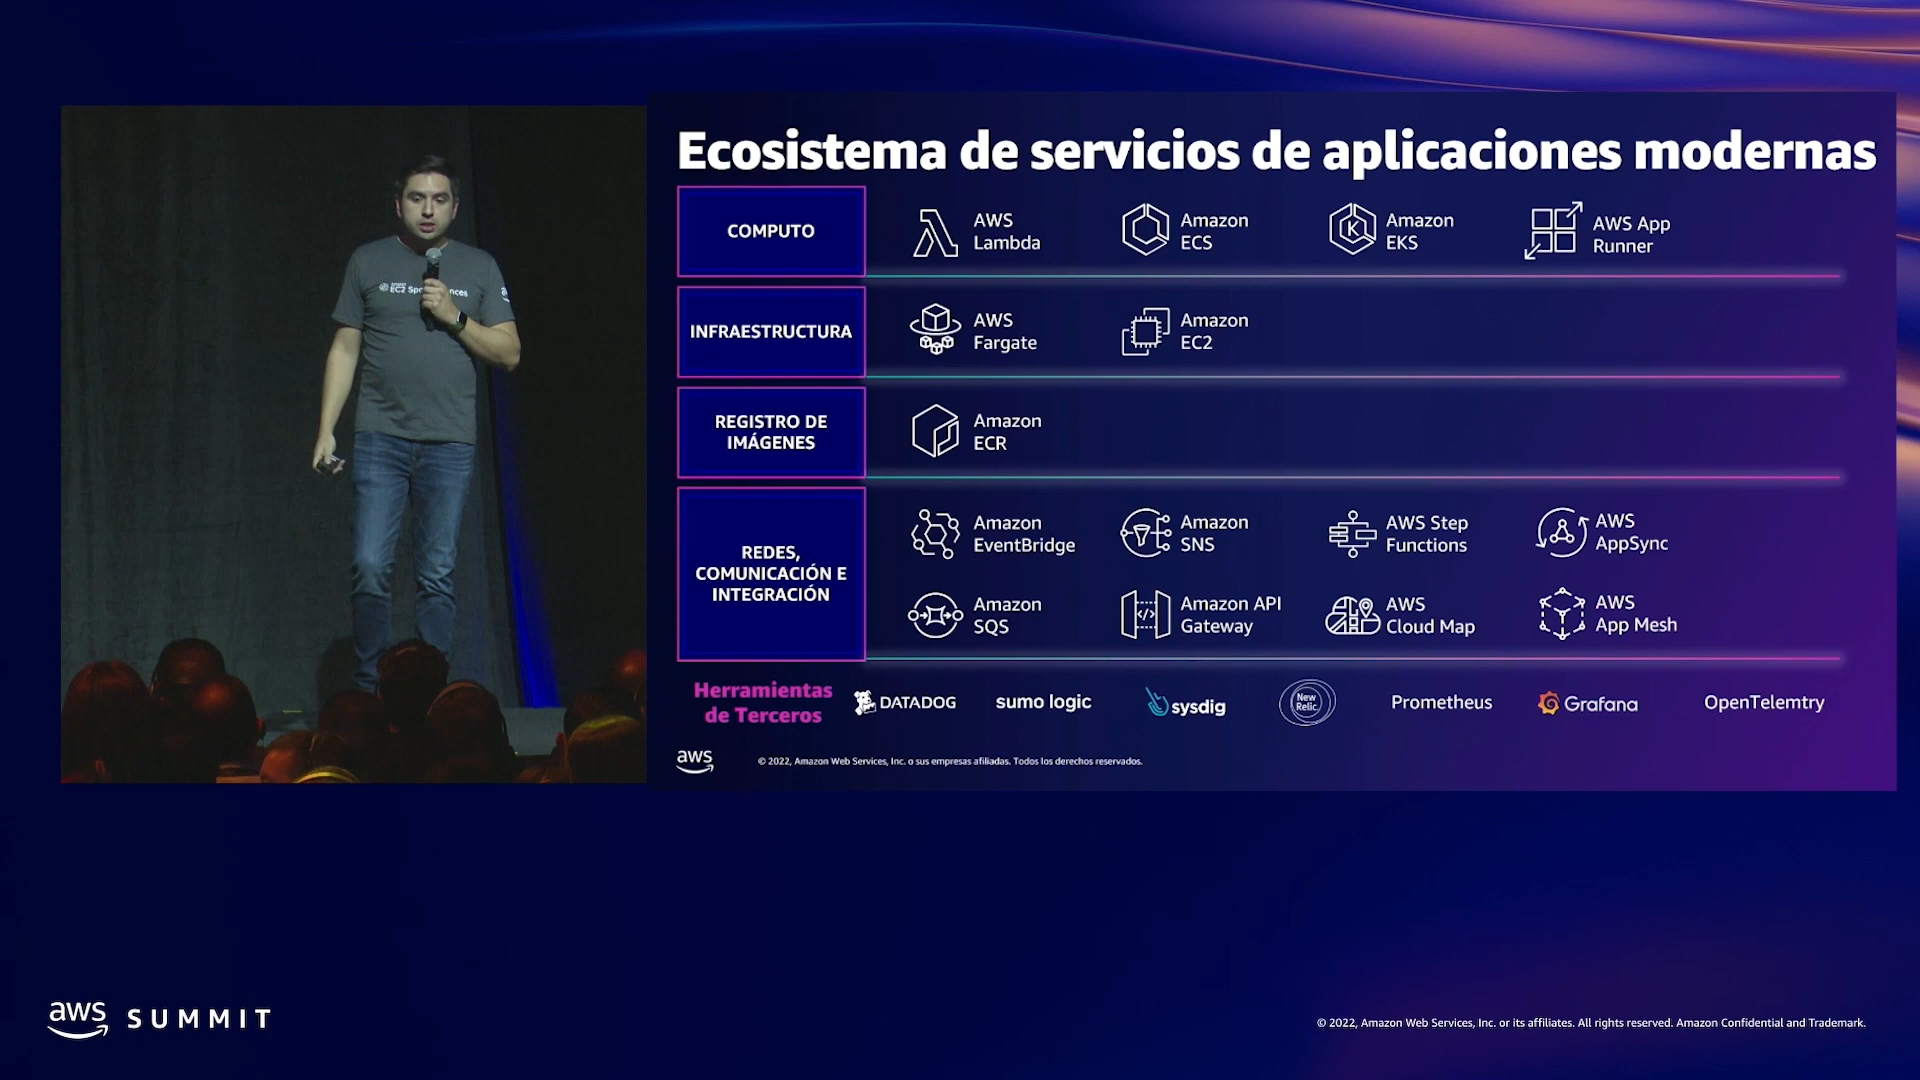 Ecosistema de servicios de aplicaciones modernas
COMPUTO
AWS
Lambda
Amazon
ECS
Amazon
EKS
AWS App
Runner
INFRAESTRUCTURA
AWS
Fargate
Amazon
EC2
REGISTRO DE
IMÁGENES
Amazon
ECR
REDES,
COMUNICACIÓN E
INTEGRACIÓN
Amazon
EventBridge
Amazon
SNS
AWS Step
Functions
AWS
AppSync
Amazon
SQS
Amazon API
Gateway
AWS
Cloud Map
AWS
App Mesh
Herramientas
de Terceros
DATADOG
sumo logic
sysdig
New
Relic.
Prometheus
Grafana
OpenTelemtry
aws
© 2022, Amazon Web Services, Inc. o sus empresas afiliadas. Todos los derechos reservados.
EC2
aws SUMMIT
© 2022, Amazon Web Services, Inc. or its affiliates. All rights reserved. Amazon Confidential and Trademark.